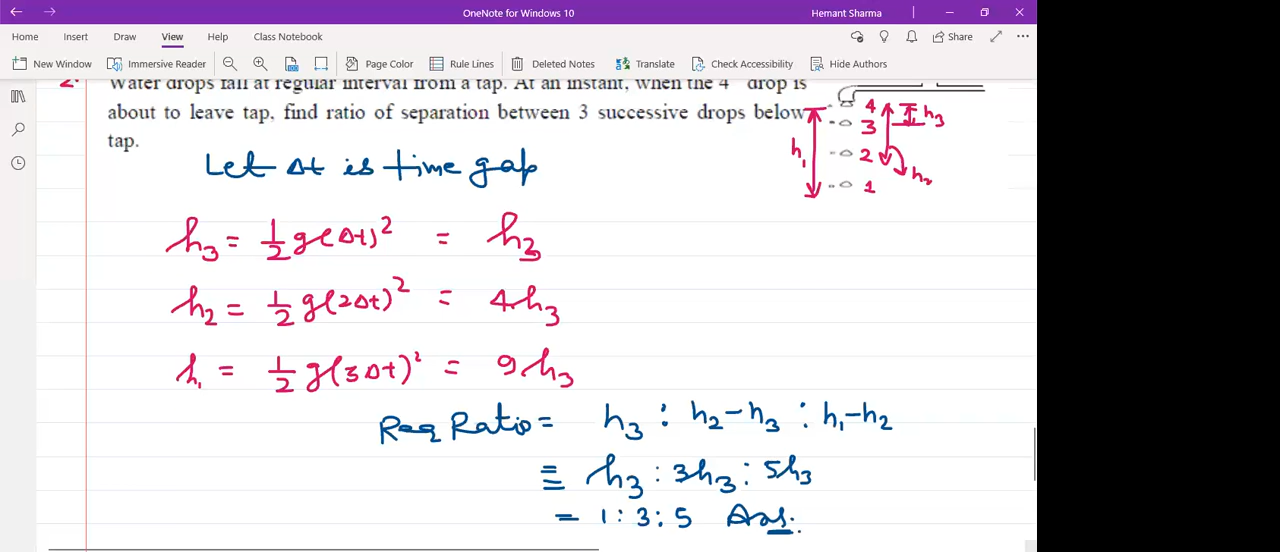 OneNote for Windows 10
Hemant Sharma
Home Insert Draw View Help Class Notebook
Share
New Window Immersive Reader Page Color Rule Lines Deleted Notes Translate Check Accessibility Hide Authors
2.
Water drops fall at regular interval from a tap. At an instant, when the 4 drop is
about to leave tap, find ratio of separation between 3 successive drops below
tap.
4
3
2
1
h₁
h₂
h₃
Let Δt is time gap
h₃ = 1/2 g(Δt)² = h₃
h₂ = 1/2 g(2Δt)² = 4h₃
h₁ = 1/2 g(3Δt)² = 9h₃
Req Ratio = h₃ : h₂-h₃ : h₁-h₂
= h₃ : 3h₃ : 5h₃
= 1 : 3 : 5 Ans.